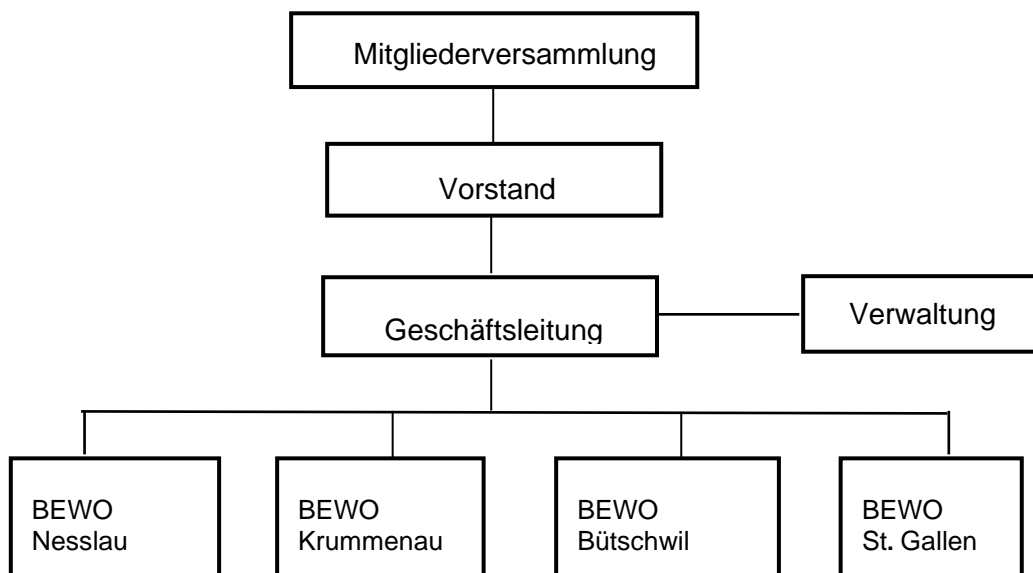 Mitgliederversammlung
Vorstand
Geschäftsleitung
Verwaltung
BEWO
Nesslau
BEWO
Krummenau
BEWO
Bütschwil
BEWO
St. Gallen